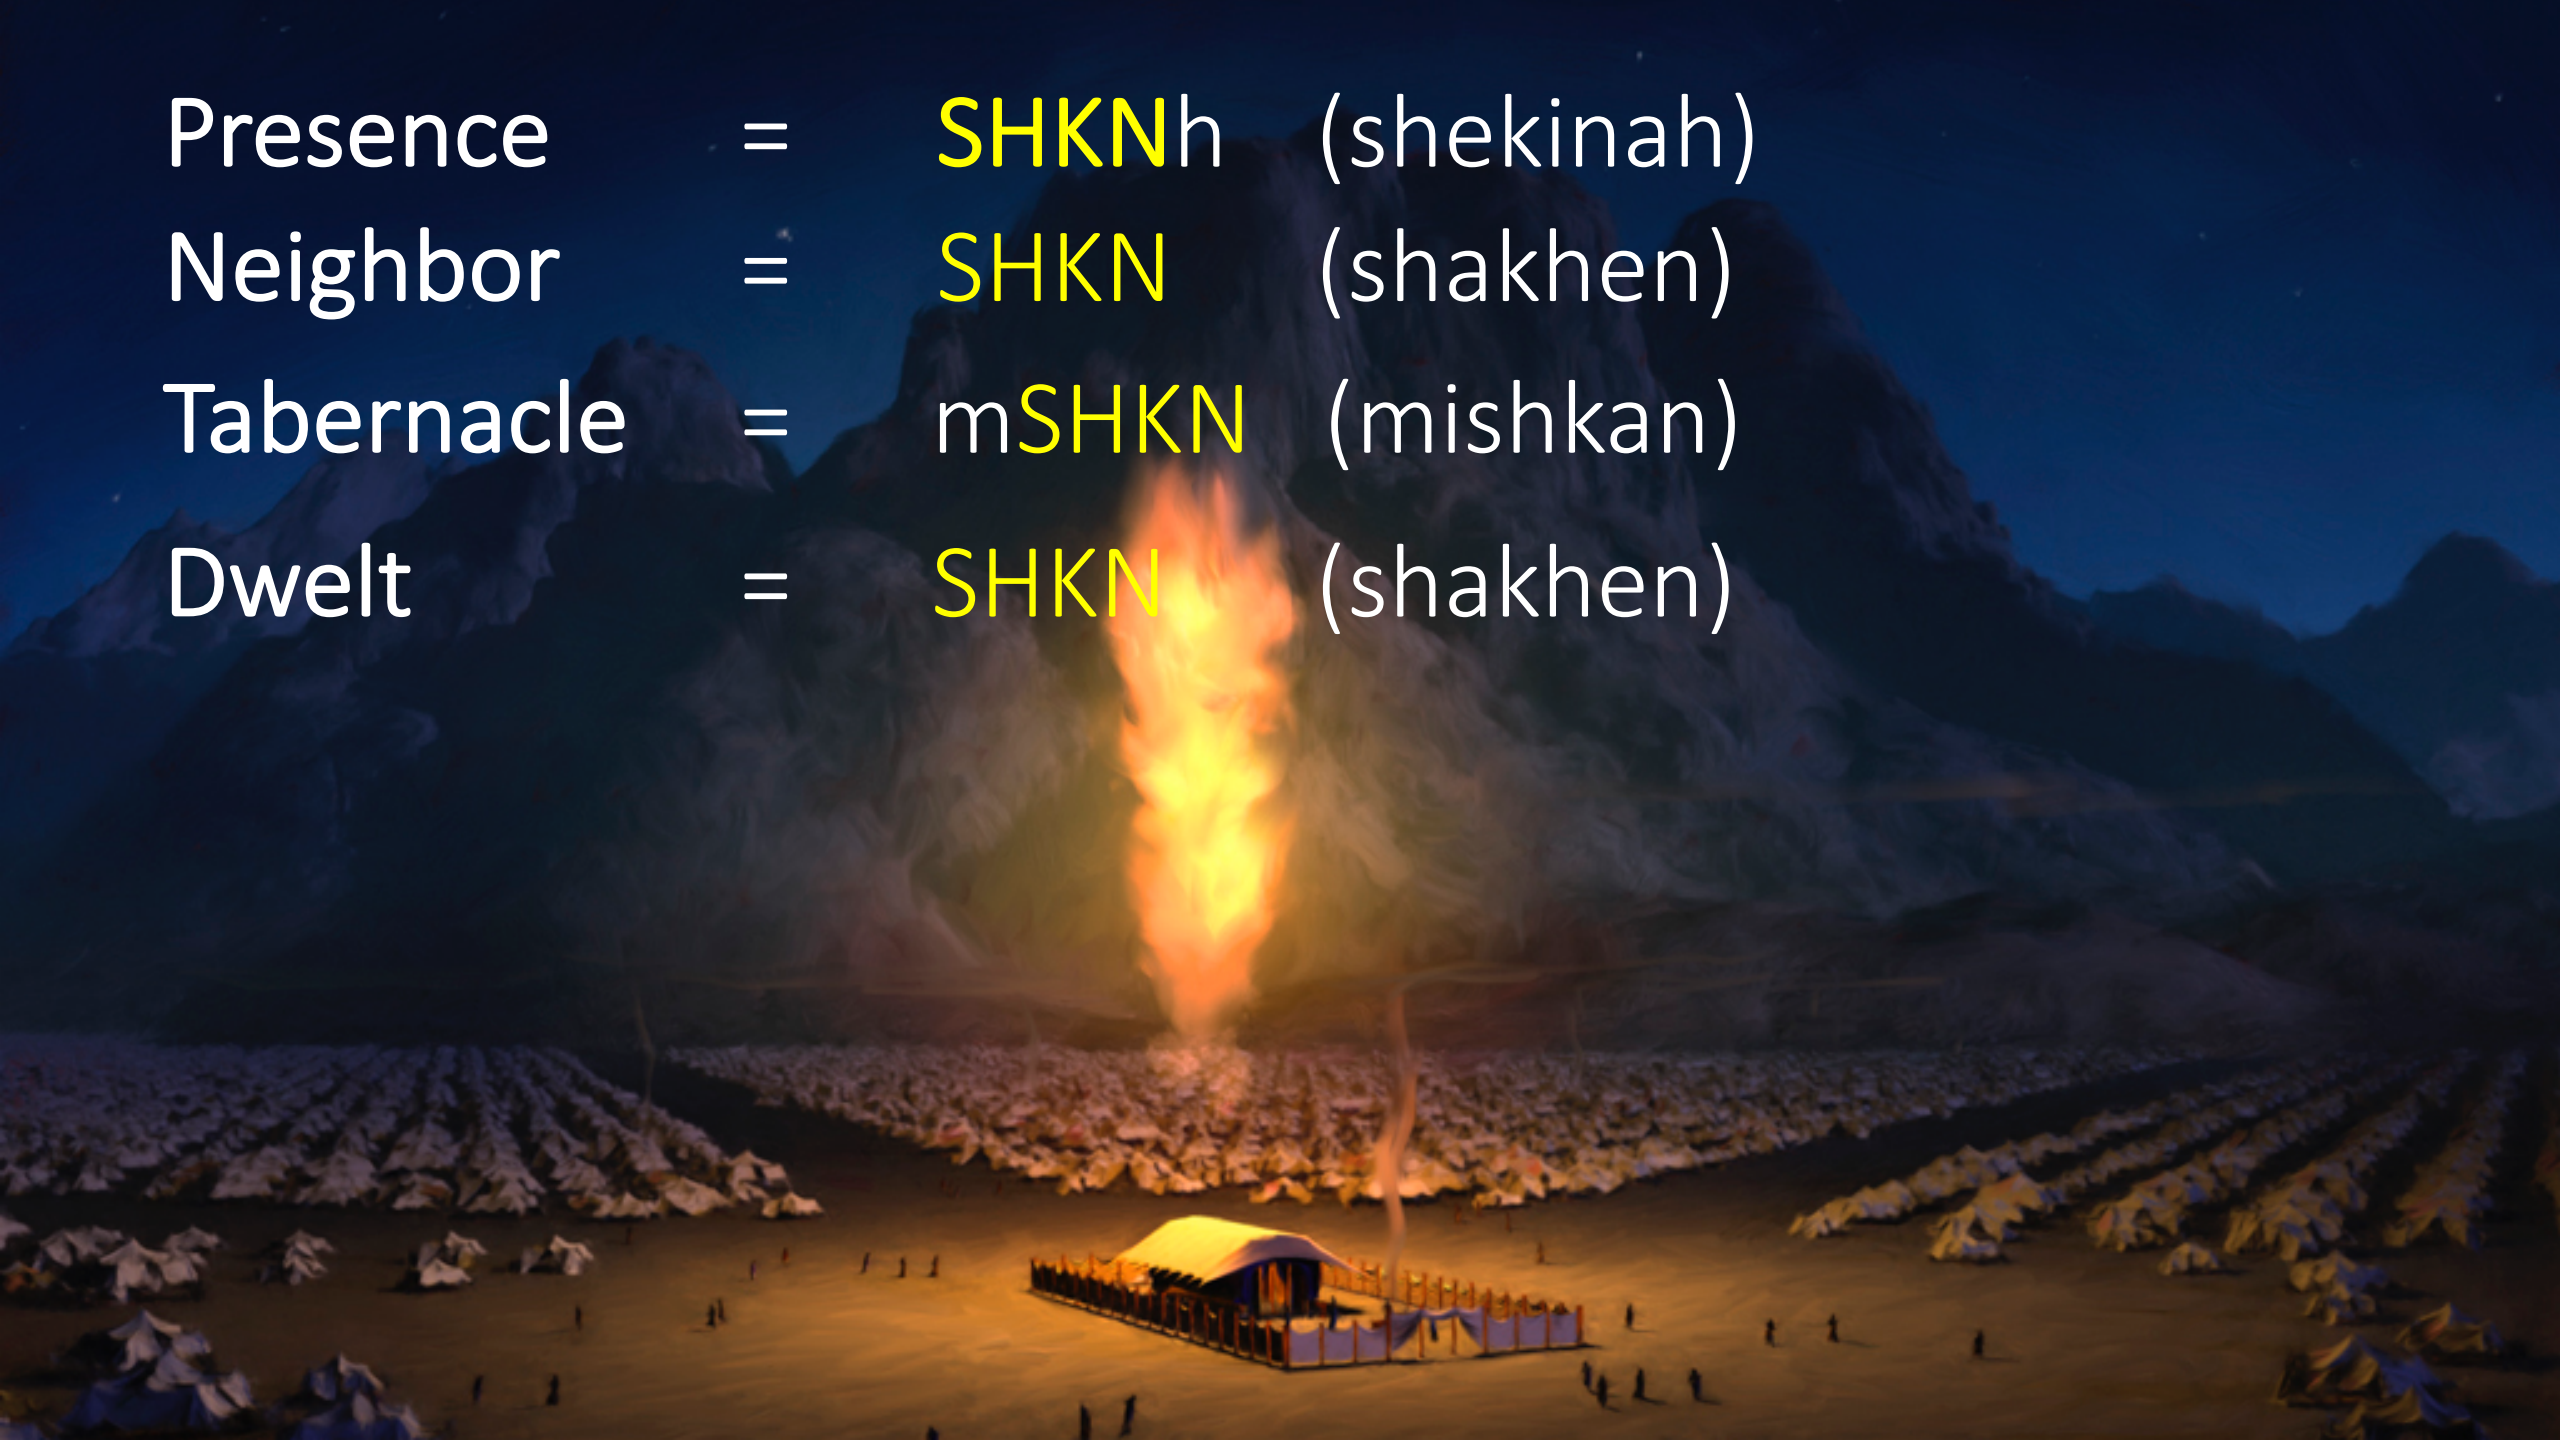 Presence = SHKNh (shekinah)
Neighbor = SHKN (shakhen)
Tabernacle = mSHKN (mishkan)
Dwelt = SHKN (shakhen)